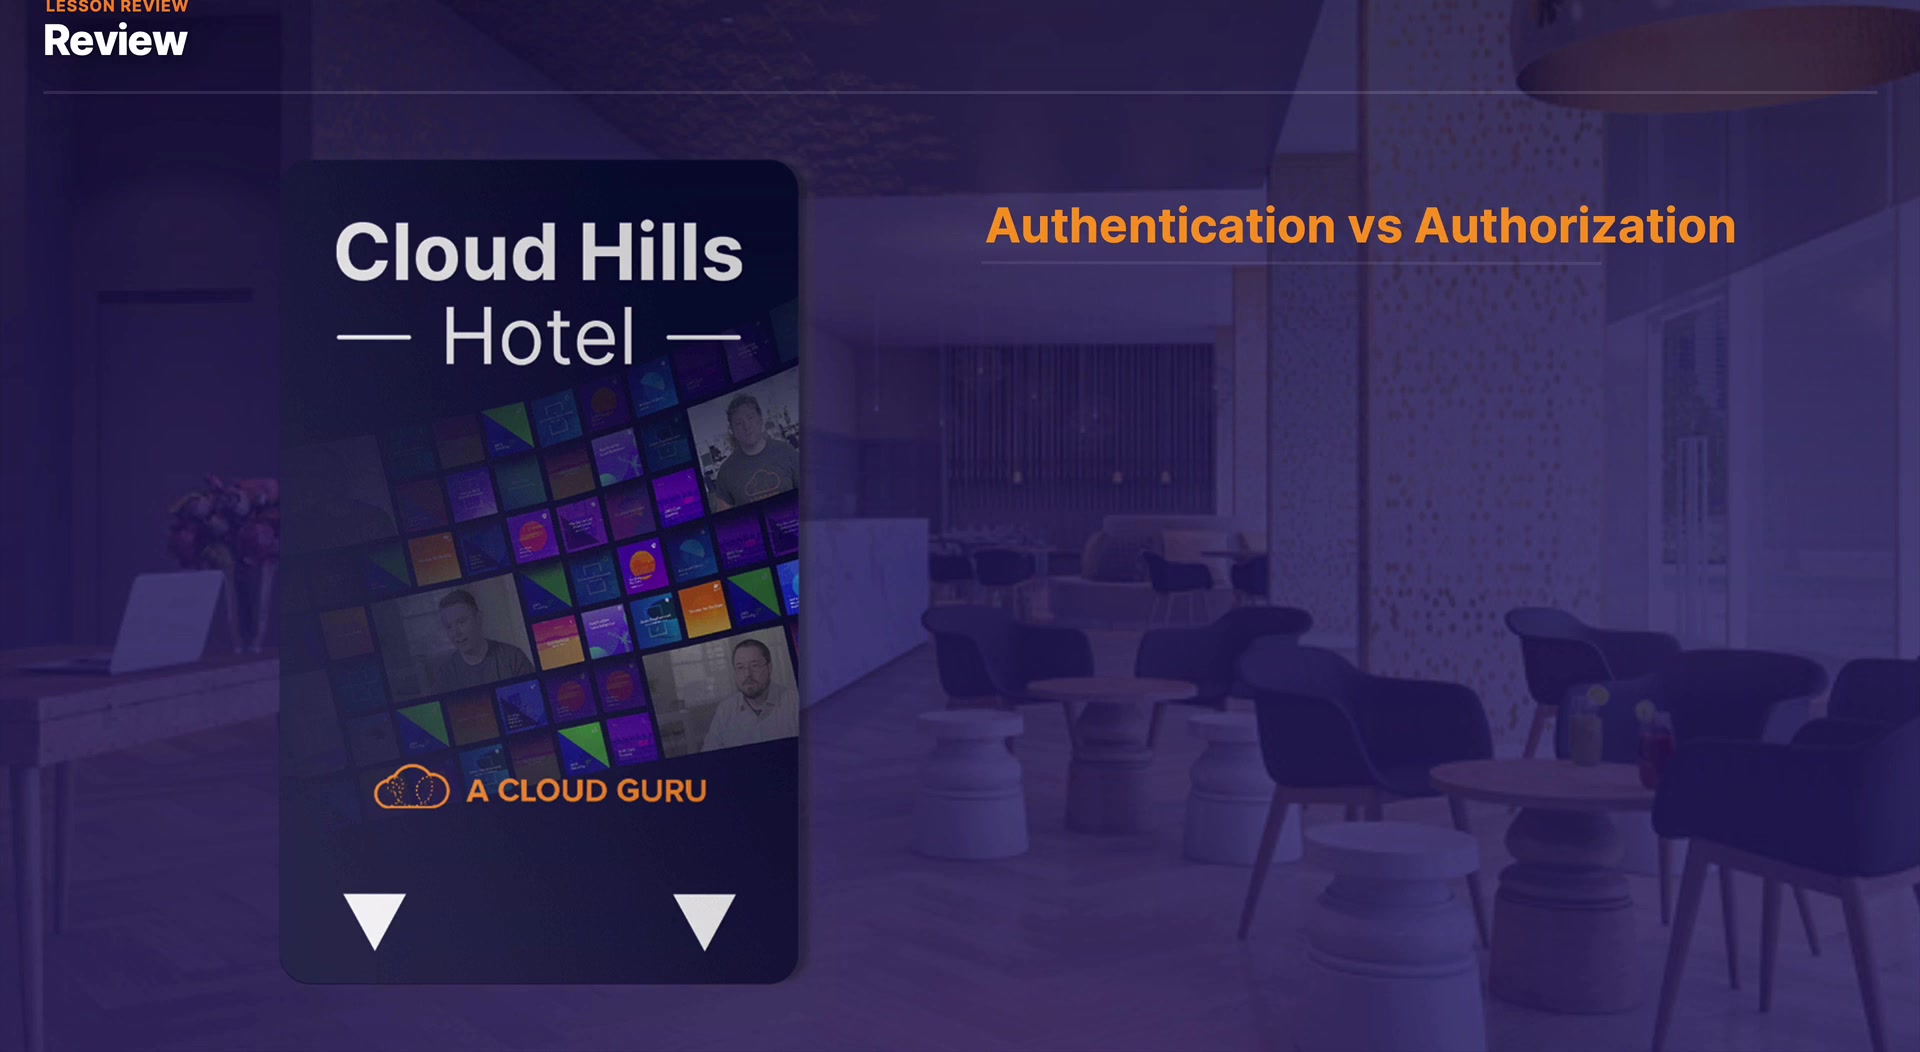 LESSON REVIEW
Review
Cloud Hills
Hotel
A CLOUD GURU
Authentication vs Authorization